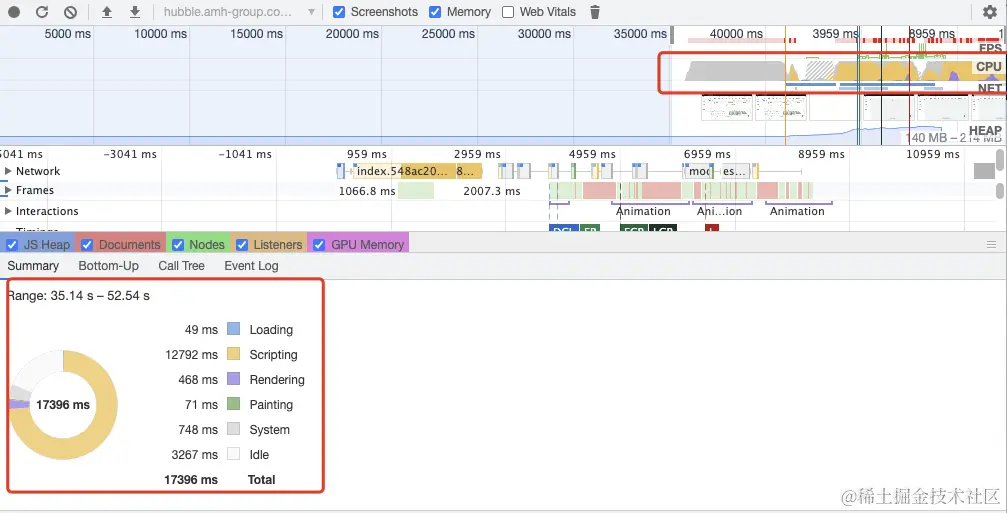 hubble.amh-group.co... Screenshots Memory Web Vitals
5000 ms 10000 ms 15000 ms 20000 ms 25000 ms 30000 ms 35000 ms 40000 ms 3959 ms 8959 ms 1
FPS
CPU
NET
HEAP
140 MB – 214 MB
5041 ms −3041 ms −1041 ms 959 ms 2959 ms 4959 ms 6959 ms 8959 ms 10959 ms
Network index.548ac20... 8... mod es...
Frames 1066.8 ms 2007.3 ms
Interactions Animation Ani...ion Animation
Timings DCL FP FCP LCP L
JS Heap Documents Nodes Listeners GPU Memory
Summary Bottom-Up Call Tree Event Log
Range: 35.14 s – 52.54 s
49 ms Loading
12792 ms Scripting
468 ms Rendering
17396 ms 71 ms Painting
748 ms System
3267 ms Idle
17396 ms Total
@稀土掘金技术社区